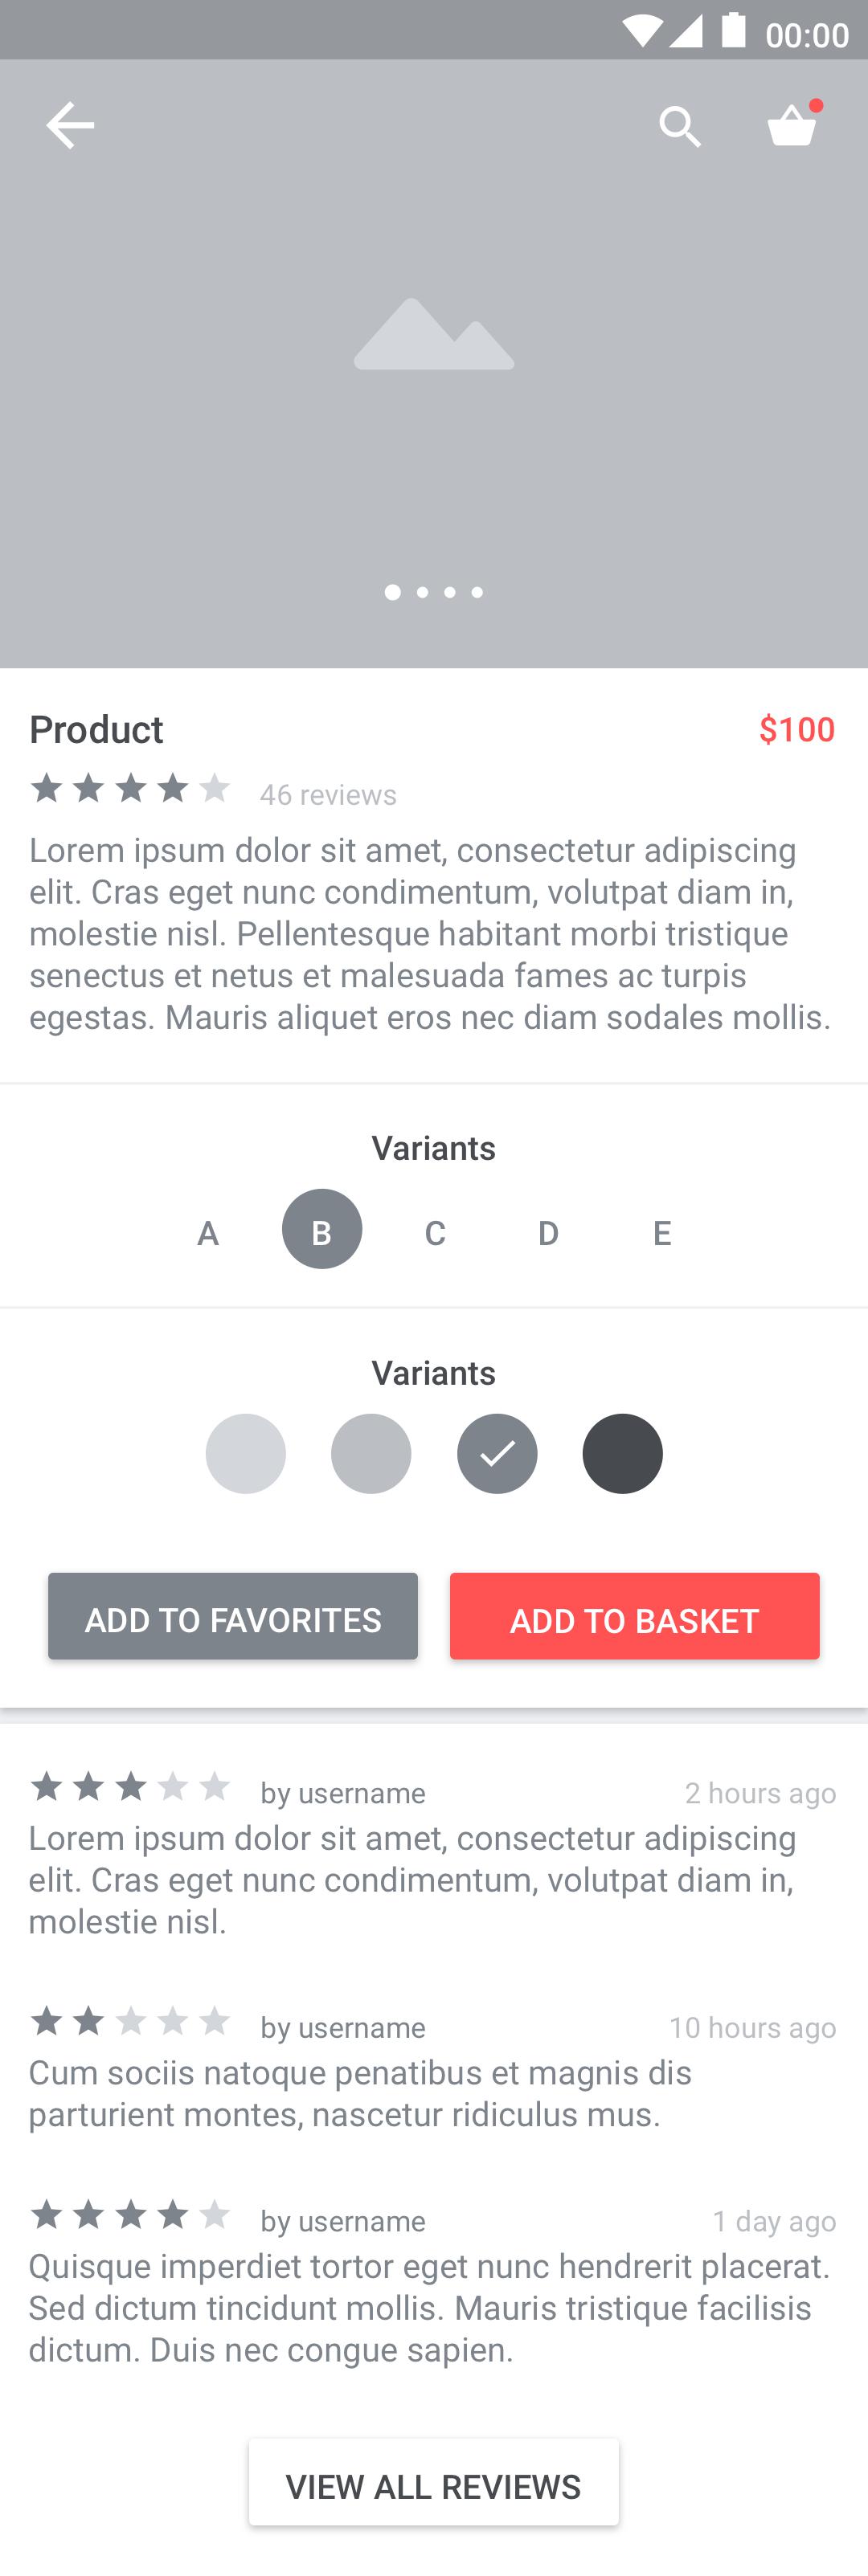 00:00
Product
$100
46 reviews
Lorem ipsum dolor sit amet, consectetur adipiscing
elit. Cras eget nunc condimentum, volutpat diam in,
molestie nisl. Pellentesque habitant morbi tristique
senectus et netus et malesuada fames ac turpis
egestas. Mauris aliquet eros nec diam sodales mollis.
Variants
A B C D E
Variants
ADD TO FAVORITES
ADD TO BASKET
by username
2 hours ago
Lorem ipsum dolor sit amet, consectetur adipiscing
elit. Cras eget nunc condimentum, volutpat diam in,
molestie nisl.
by username
10 hours ago
Cum sociis natoque penatibus et magnis dis
parturient montes, nascetur ridiculus mus.
by username
1 day ago
Quisque imperdiet tortor eget nunc hendrerit placerat.
Sed dictum tincidunt mollis. Mauris tristique facilisis
dictum. Duis nec congue sapien.
VIEW ALL REVIEWS